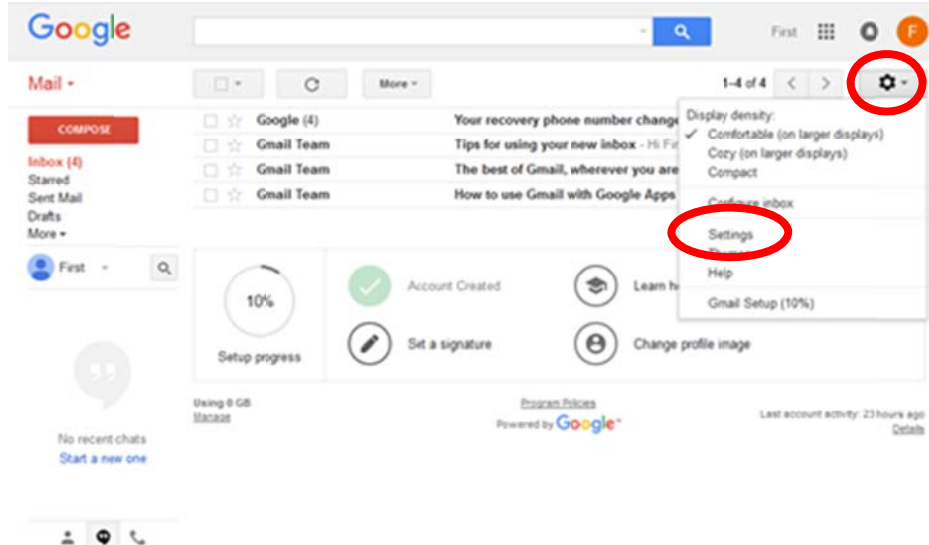 Google
First
F
Mail
More
1-4 of 4
COMPOSE
Inbox (4)
Starred
Sent Mail
Drafts
More
First
Google (4) Your recovery phone number change
Gmail Team Tips for using your new inbox - Hi Fir
Gmail Team The best of Gmail, wherever you are
Gmail Team How to use Gmail with Google Apps
Display density:
Comfortable (on larger displays)
Cozy (on larger displays)
Compact
Configure inbox
Settings
Help
Gmail Setup (10%)
10%
Setup progress
Account Created
Learn h
Set a signature
Change profile image
Using 0 GB
Manage
Program Policies
Powered by Google™
Last account activity: 23 hours ago
Details
No recent chats
Start a new one